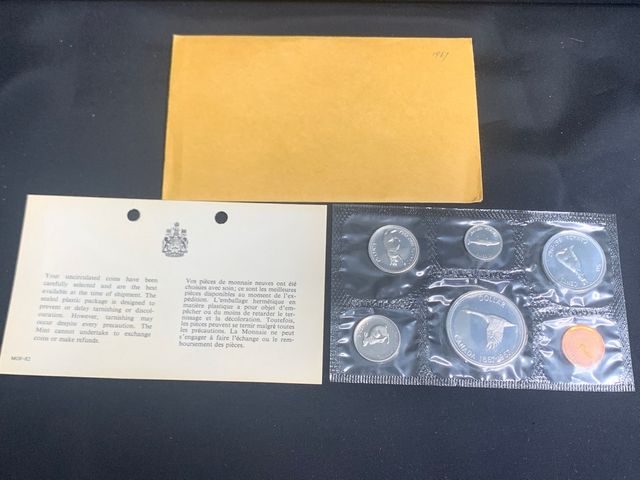 1967
Your uncirculated coins have been
carefully selected and are the best
available at the time of shipment. The
sealed plastic package is designed to
prevent or delay tarnishing or discol-
ouration. However, tarnishing may
occur despite every precaution. The
Mint cannot undertake to exchange
coins or make refunds.
Vos pièces de monnaie neuves ont été
choisies avec soin; ce sont les meilleures
pièces disponibles au moment de l'ex-
pédition. L'emballage hermétique en
matière plastique a pour objet d'em-
pêcher ou du moins de retarder le ter-
nissage et la décoloration. Toutefois,
les pièces peuvent se ternir malgré toutes
les précautions. La Monnaie ne peut
s'engager à faire l'échange ou le rem-
boursement des pièces.
DOLLAR
CANADA 1867-1967